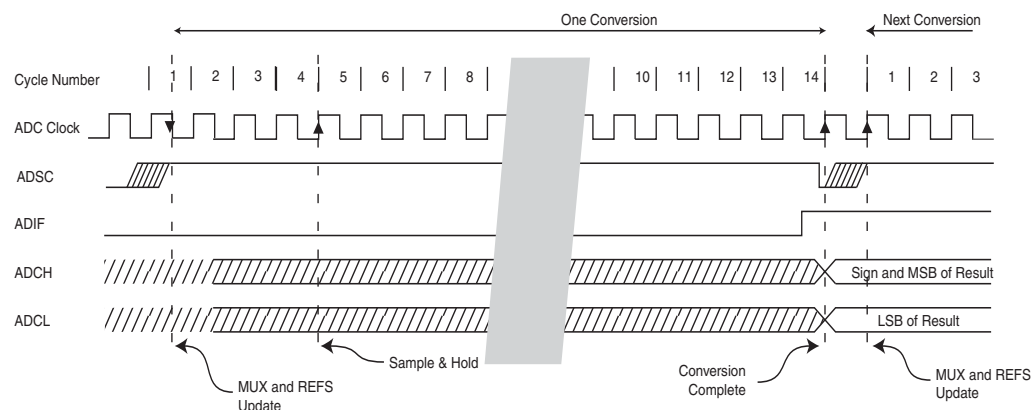 One Conversion Next Conversion
Cycle Number 1 2 3 4 5 6 7 8 10 11 12 13 14 1 2 3
ADC Clock
ADSC
ADIF
ADCH Sign and MSB of Result
ADCL LSB of Result
MUX and REFS
Update
Sample & Hold
Conversion
Complete
MUX and REFS
Update